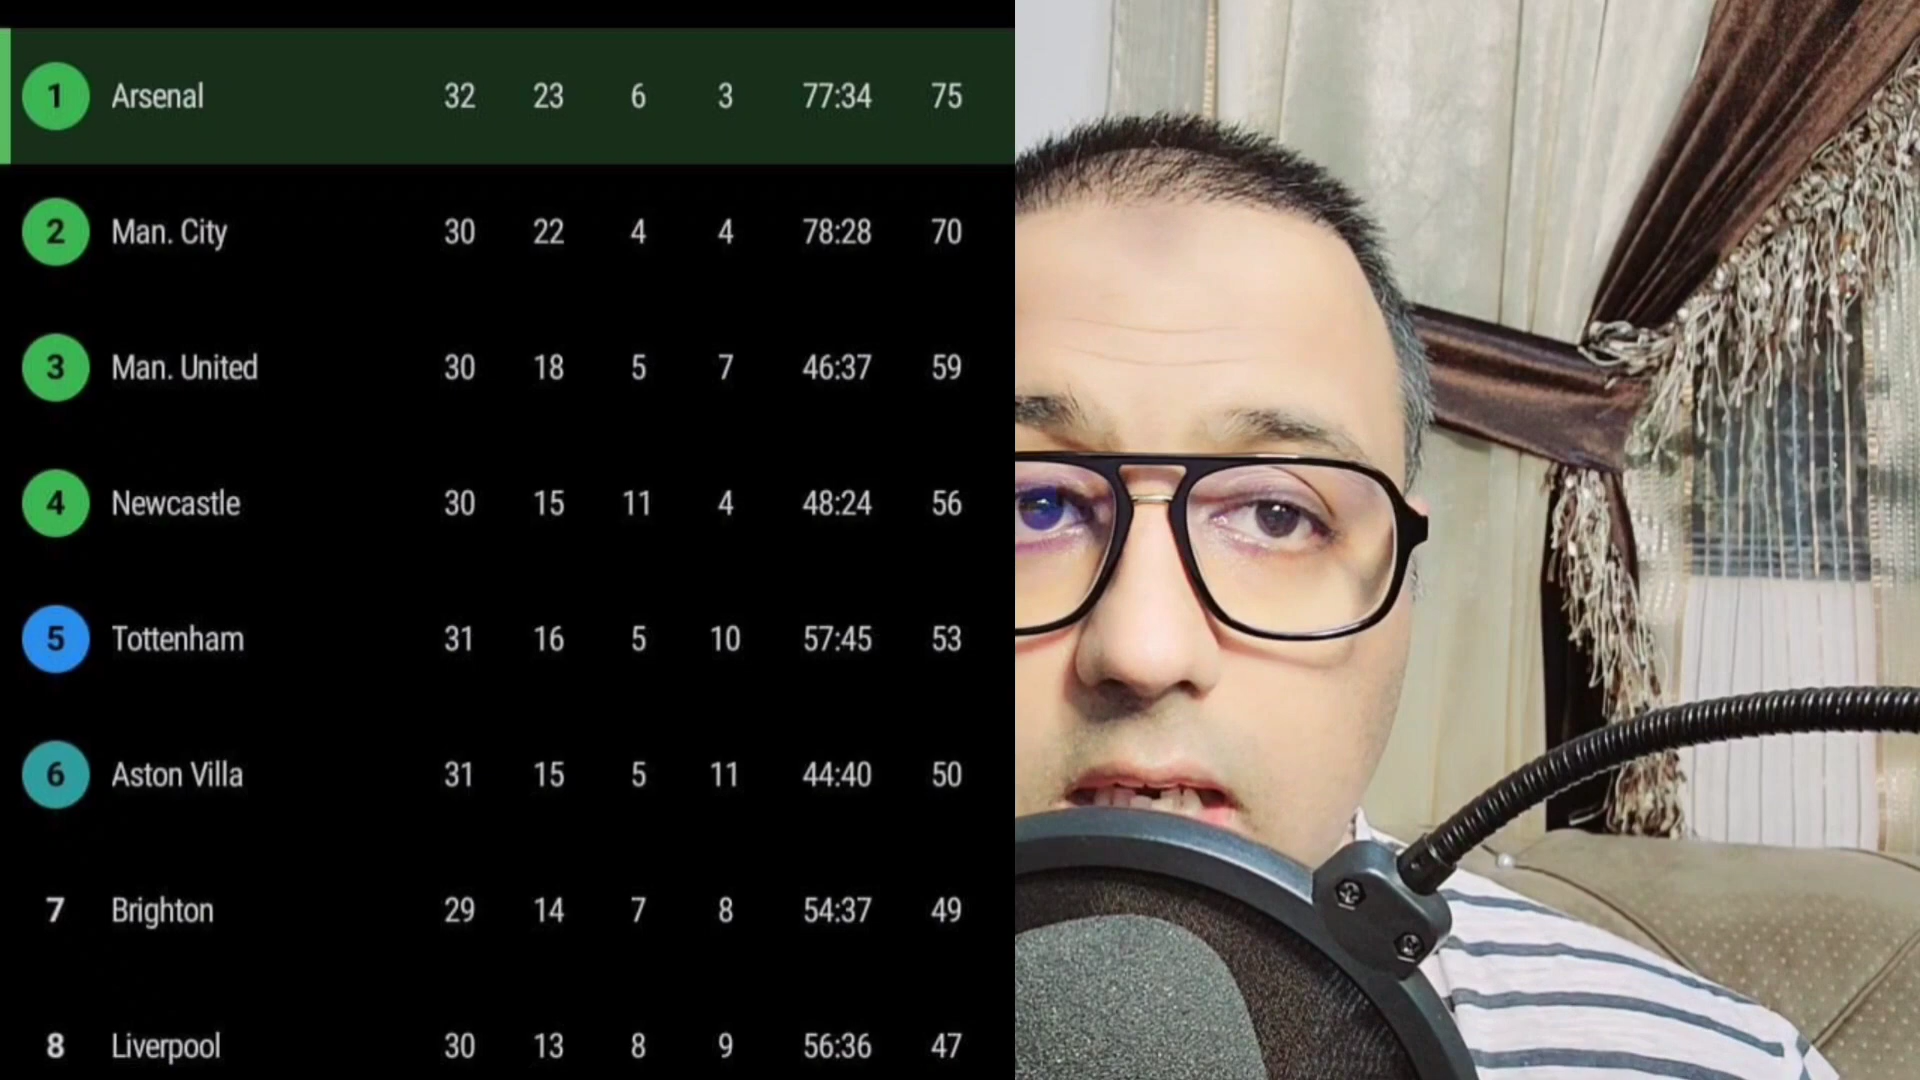 1 Arsenal 32 23 6 3 77:34 75
2 Man. City 30 22 4 4 78:28 70
3 Man. United 30 18 5 7 46:37 59
4 Newcastle 30 15 11 4 48:24 56
5 Tottenham 31 16 5 10 57:45 53
6 Aston Villa 31 15 5 11 44:40 50
7 Brighton 29 14 7 8 54:37 49
8 Liverpool 30 13 8 9 56:36 47